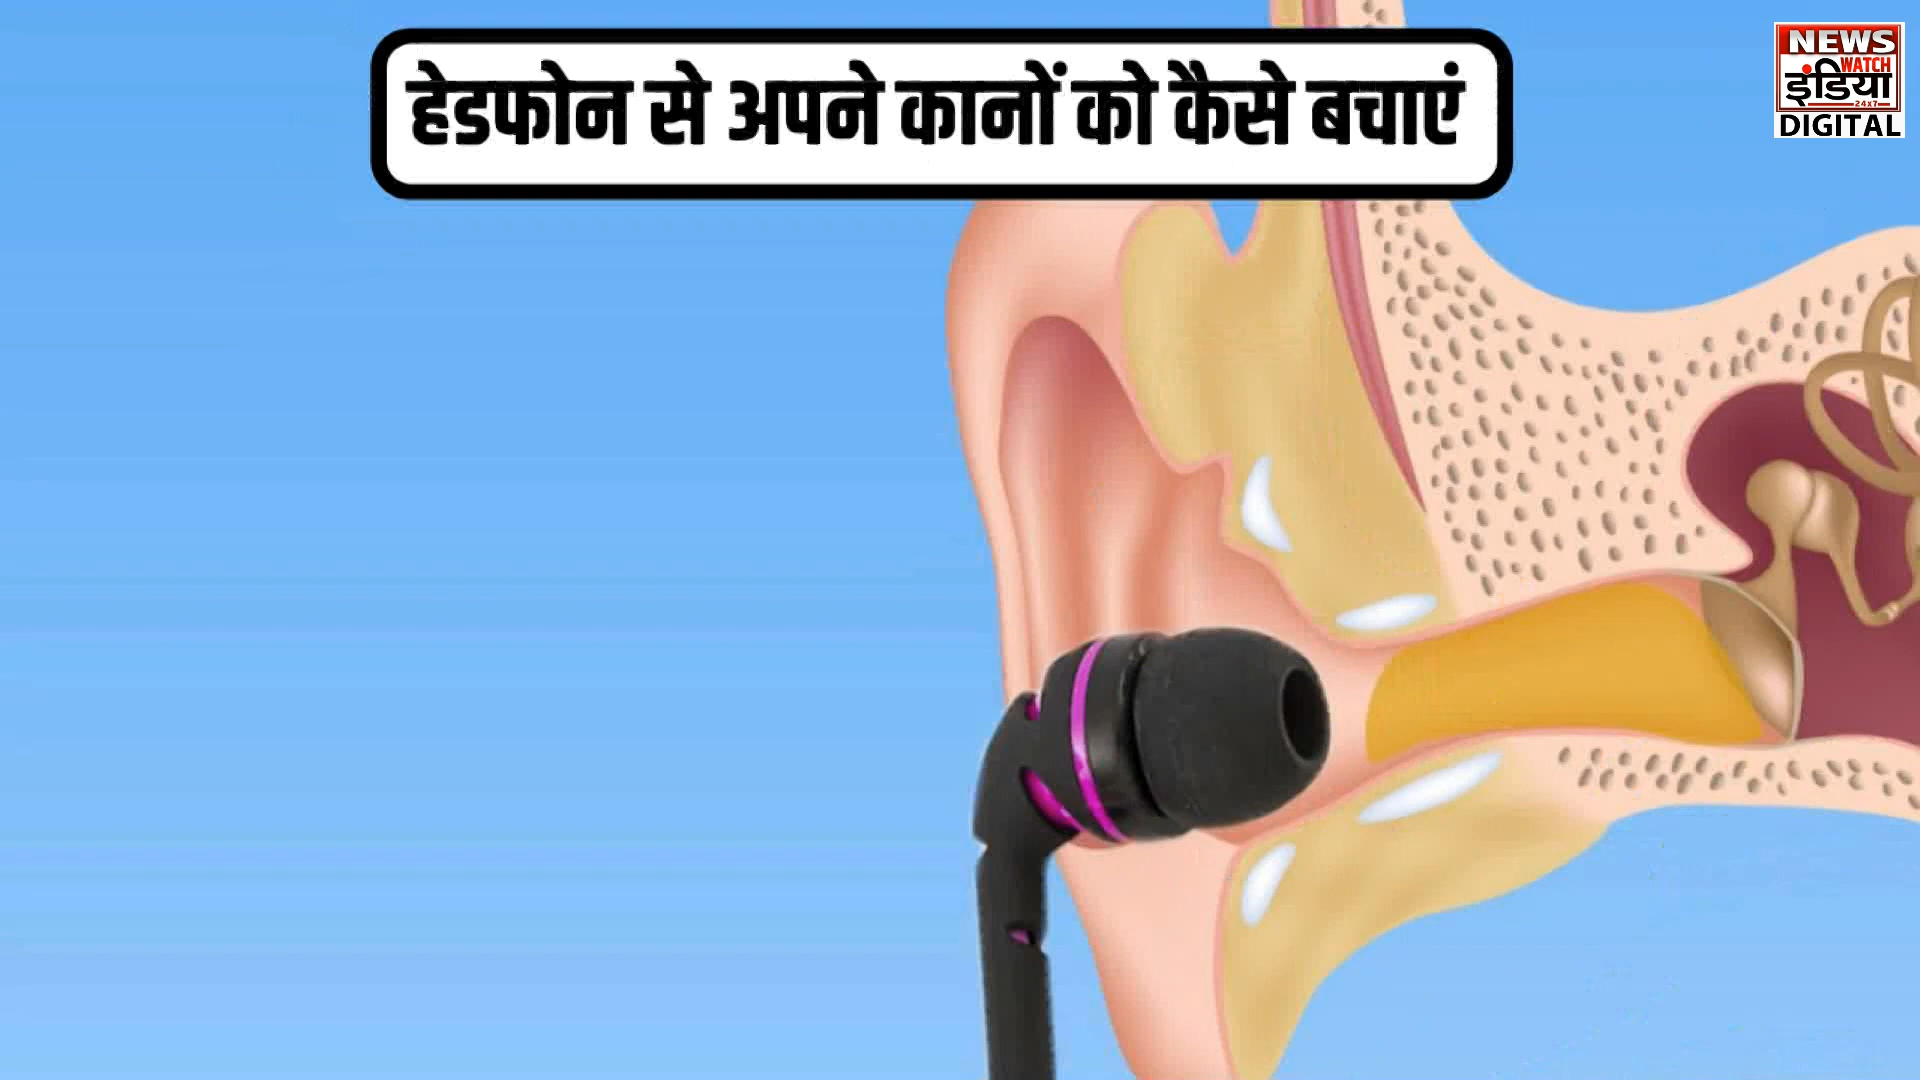 हेडफोन से अपने कानों को कैसे बचाएं
NEWS
WATCH
इंडिया
24x7
DIGITAL